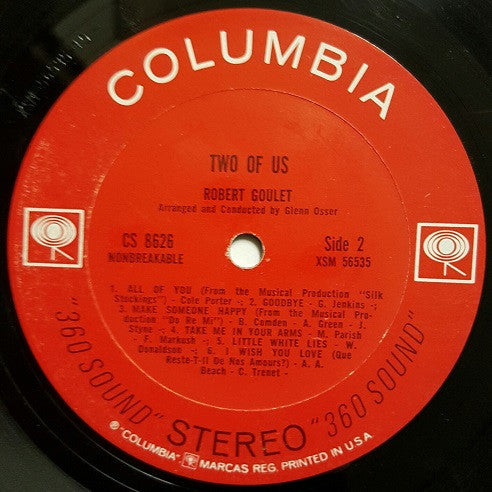 COLUMBIA
TWO OF US
ROBERT GOULET
Arranged and Conducted by Glenn Osser
CS 8626
NONBREAKABLE
Side 2
XSM 56535
1. ALL OF YOU (From the Musical Production "Silk
Stockings") - Cole Porter -: 2. GOODBYE - G. Jenkins -:
3. MAKE SOMEONE HAPPY (From the Musical Pro-
duction "Do Re Mi") - B. Comden - A. Green - J.
Styne -: 4. TAKE ME IN YOUR ARMS - M. Parish
- F. Markush -: 5. LITTLE WHITE LIES - W.
Donaldson -: 6. I WISH YOU LOVE (Que
Reste-T-Il De Nos Amours?) - A. A.
Beach - C. Trenet -
"360 SOUND" STEREO "360 SOUND"
® "COLUMBIA" MARCAS REG. PRINTED IN U.S.A.